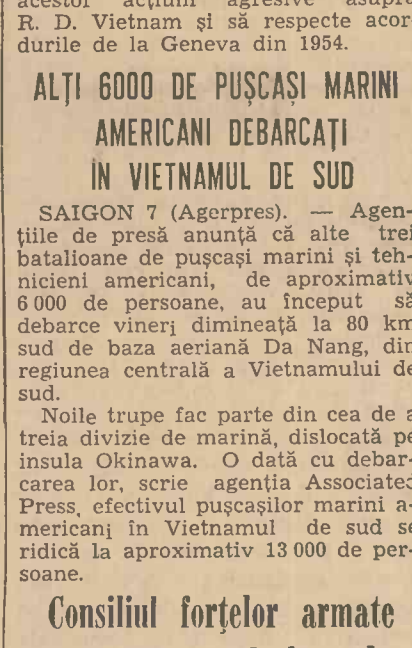 acestor acțiuni agresive asupra
R. D. Vietnam și să respecte acor-
durile de la Geneva din 1954.
ALȚI 6000 DE PUȘCAȘI MARINI
AMERICANI DEBARCAȚI
ÎN VIETNAMUL DE SUD
SAIGON 7 (Agerpres). — Agen-
țiile de presă anunță că alte trei
batalioane de pușcași marini și teh-
nicieni americani, de aproximativ
6 000 de persoane, au început să
debarce vineri dimineață la 80 km
sud de baza aeriană Da Nang, din
regiunea centrală a Vietnamului de
sud.
Noile trupe fac parte din cea de a
treia divizie de marină, dislocată pe
insula Okinawa. O dată cu debar-
carea lor, scrie agenția Associated
Press, efectivul pușcașilor marini a-
mericani în Vietnamul de sud se
ridică la aproximativ 13 000 de per-
soane.
Consiliul forțelor armate